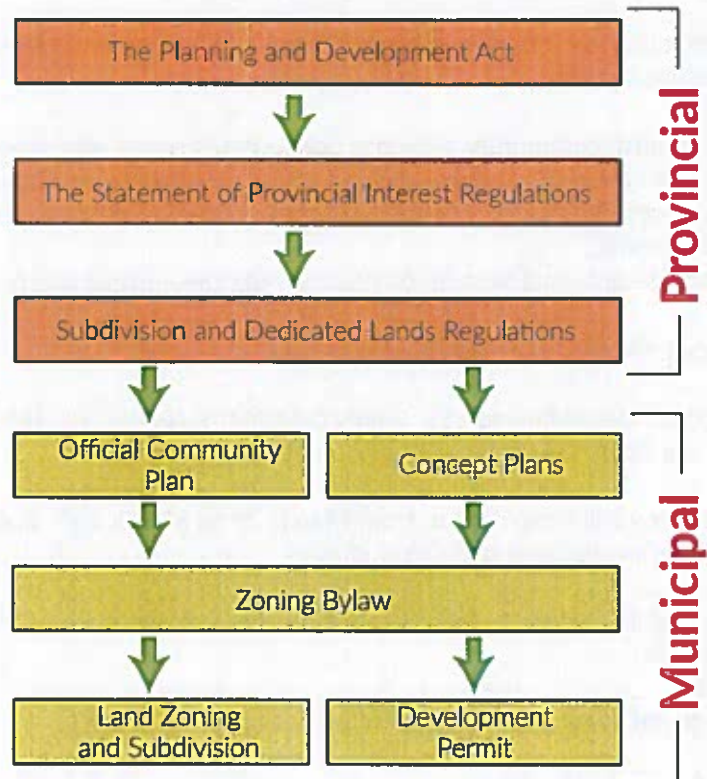 The Planning and Development Act
The Statement of Provincial Interest Regulations
Subdivision and Dedicated Lands Regulations
Provincial
Official Community
Plan
Concept Plans
Zoning Bylaw
Land Zoning
and Subdivision
Development
Permit
Municipal